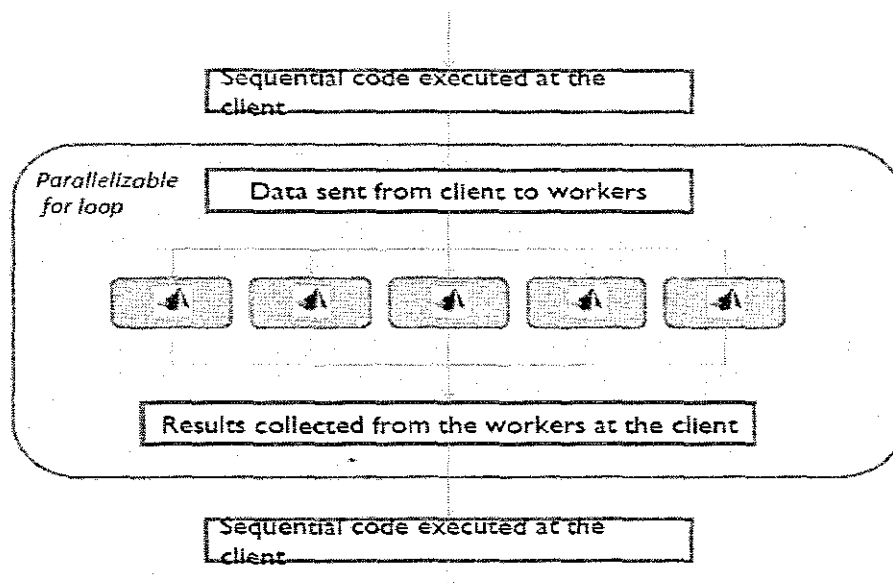 Sequential code executed at the
client
Parallelizable
for loop
Data sent from client to workers
Results collected from the workers at the client
Sequential code executed at the
client